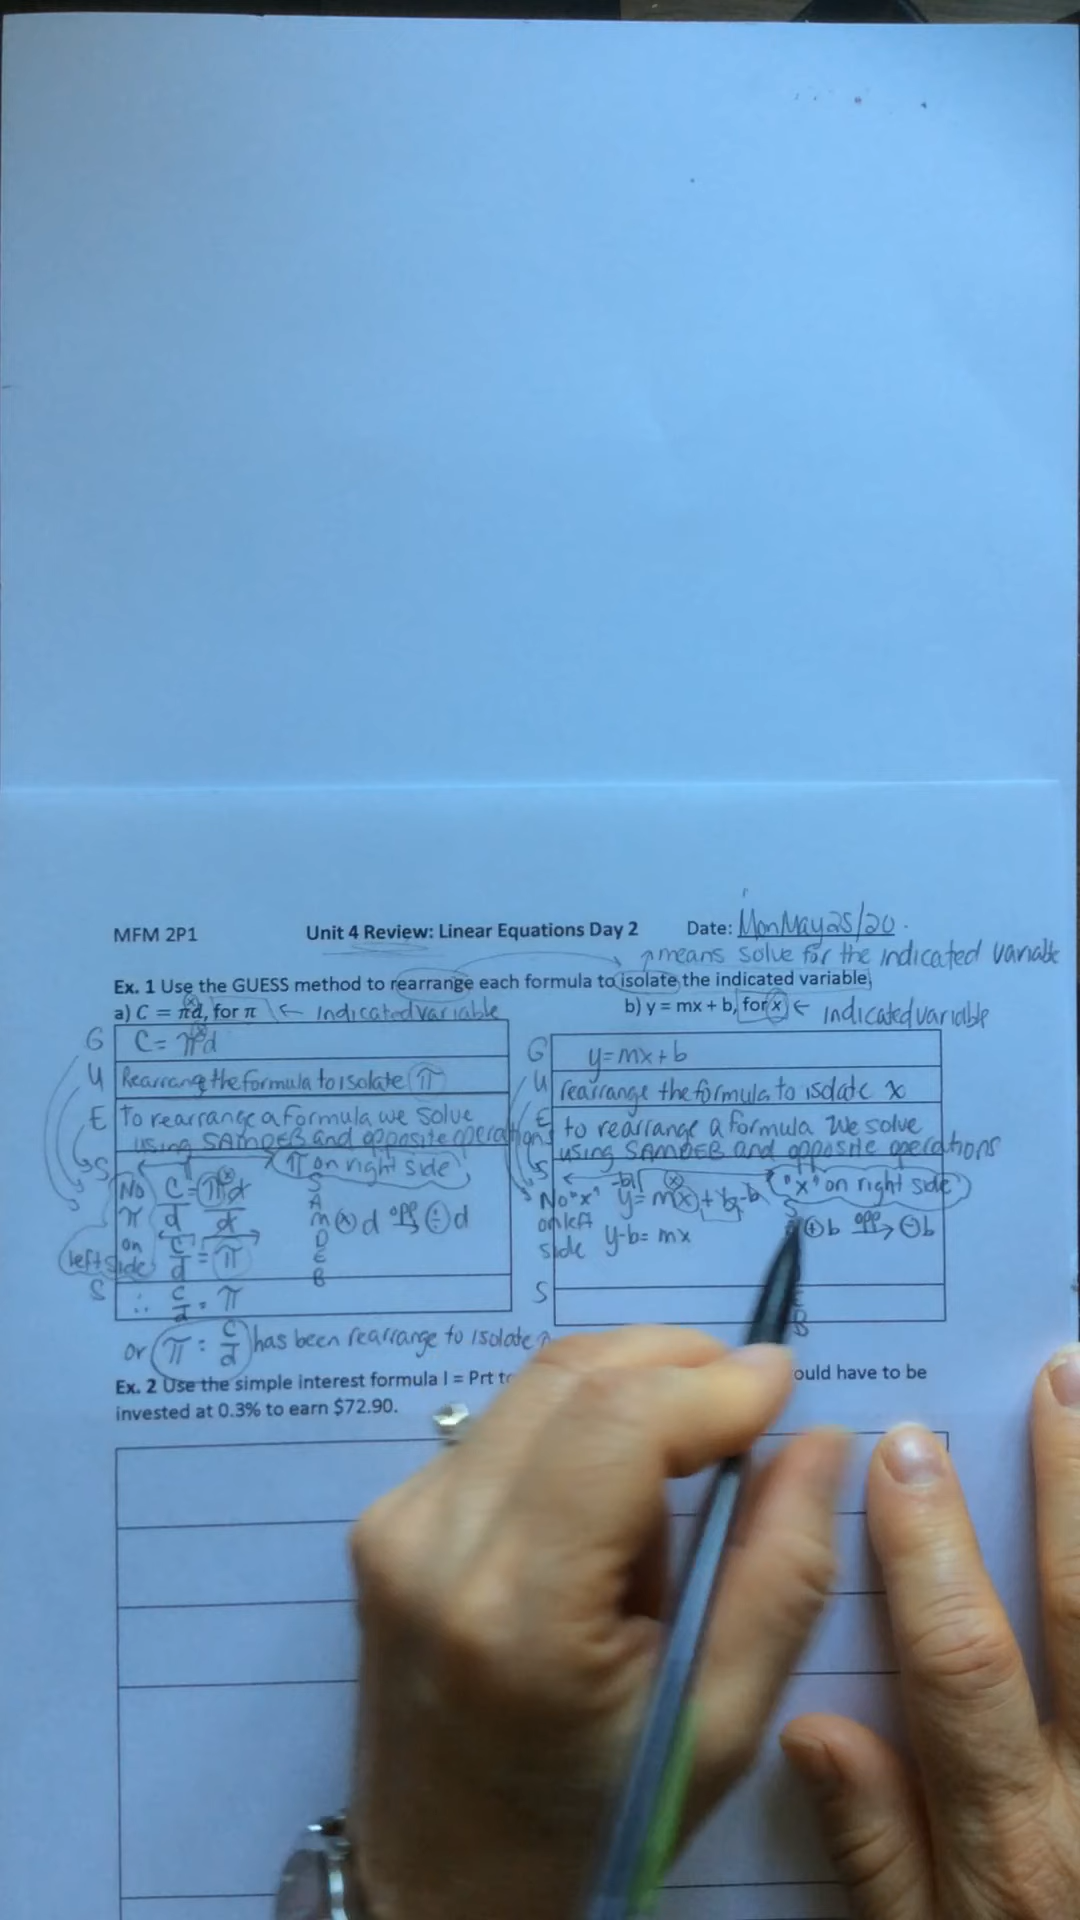 MFM 2P1 Unit 4 Review: Linear Equations Day 2 Date: Mon May 25/20.
means solve for the indicated variable
Ex. 1 Use the GUESS method to rearrange each formula to isolate the indicated variable
a) C = πd, for π ← indicated variable
b) y = mx + b, for x ← indicated variable
G C = πd
U Rearrange the formula to isolate π
E To rearrange a formula we solve
using SAMDEB and opposite operations
S π on right side
No π on left side
C = πd
d d
C/d = π
S
A
M (×) d opp (÷) d
D
E
B
S ∴ C/d = π
or π = C/d has been rearrange to isolate
G y=mx+b
U rearrange the formula to isolate x
E to rearrange a formula we solve
using SAMDEB and opposite operations
S "x" on right side
No "x" on left side
-b y = mx + b - b
y-b = mx
S
(+) b opp → (-) b
B
S
Ex. 2 Use the simple interest formula I = Prt ould have to be
invested at 0.3% to earn $72.90.